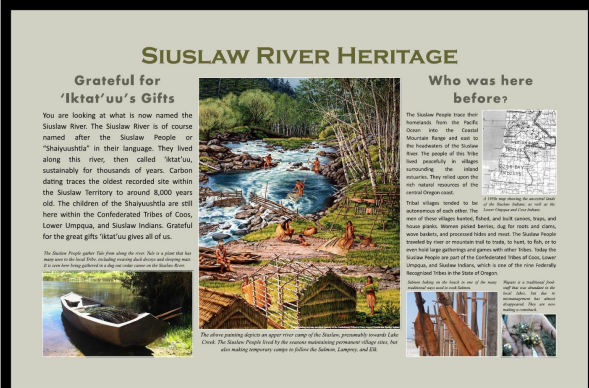 SIUSLAW RIVER HERITAGE
Grateful for
'Iktat'uu's Gifts
You are looking at what is now named the
Siuslaw River. The Siuslaw River is of course
named after the Siuslaw People or
"Shaiyuushtla" in their language. They lived
along this river, then called 'iktat'uu,
sustainably for thousands of years. Carbon
dating traces the oldest recorded site within
the Siuslaw Territory to around 8,000 years
old. The children of the Shaiyuushtla are still
here within the Confederated Tribes of Coos,
Lower Umpqua, and Siuslaw Indians. Grateful
for the great gifts 'iktat'uu gives all of us.
The Siuslaw People gather Tule from along the river. Tule is a plant that has
many uses to the local Tribe, including weaving duck decoys and sleeping mats.
It is seen here being gathered in a dug out cedar canoe on the Siuslaw River.
The above painting depicts an upper river camp of the Siuslaw, presumably towards Lake
Creek. The Siuslaw People lived by the seasons maintaining permanent village sites, but
also making temporary camps to follow the Salmon, Lamprey, and Elk.
Who was here
before?
The Siuslaw People trace their
homelands from the Pacific
Ocean into the Coastal
Mountain Range and east to
the headwaters of the Siuslaw
River. The people of this Tribe
lived peacefully in villages
surrounding the inland
estuaries. They relied upon the
rich natural resources of the
central Oregon coast.
A 1930s map showing the ancestral lands
of the Siuslaw Indians, as well as the
Lower Umpqua and Coos Indians.
Tribal villages tended to be
autonomous of each other. The
men of these villages hunted, fished, and built canoes, traps, and
house planks. Women picked berries, dug for roots and clams,
wove baskets, and processed hides and meat. The Siuslaw People
traveled by river or mountain trail to trade, to hunt, to fish, or to
even hold large gatherings and games with other Tribes. Today the
Siuslaw People are part of the Confederated Tribes of Coos, Lower
Umpqua, and Siuslaw Indians, which is one of the nine Federally
Recognized Tribes in the State of Oregon.
Salmon baking on the beach is one of the many
traditional ways used to cook Salmon.
Wapato is a traditional food-
stuff that was abundant in the
local lakes, but due to
mismanagement has almost
disappeared. They are now
making a comeback.